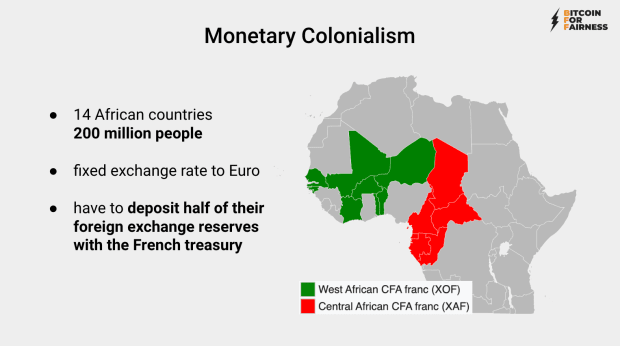 BITCOIN
FOR
FAIRNESS
Monetary Colonialism
● 14 African countries
200 million people
● fixed exchange rate to Euro
● have to deposit half of their
foreign exchange reserves
with the French treasury
West African CFA franc (XOF)
Central African CFA franc (XAF)